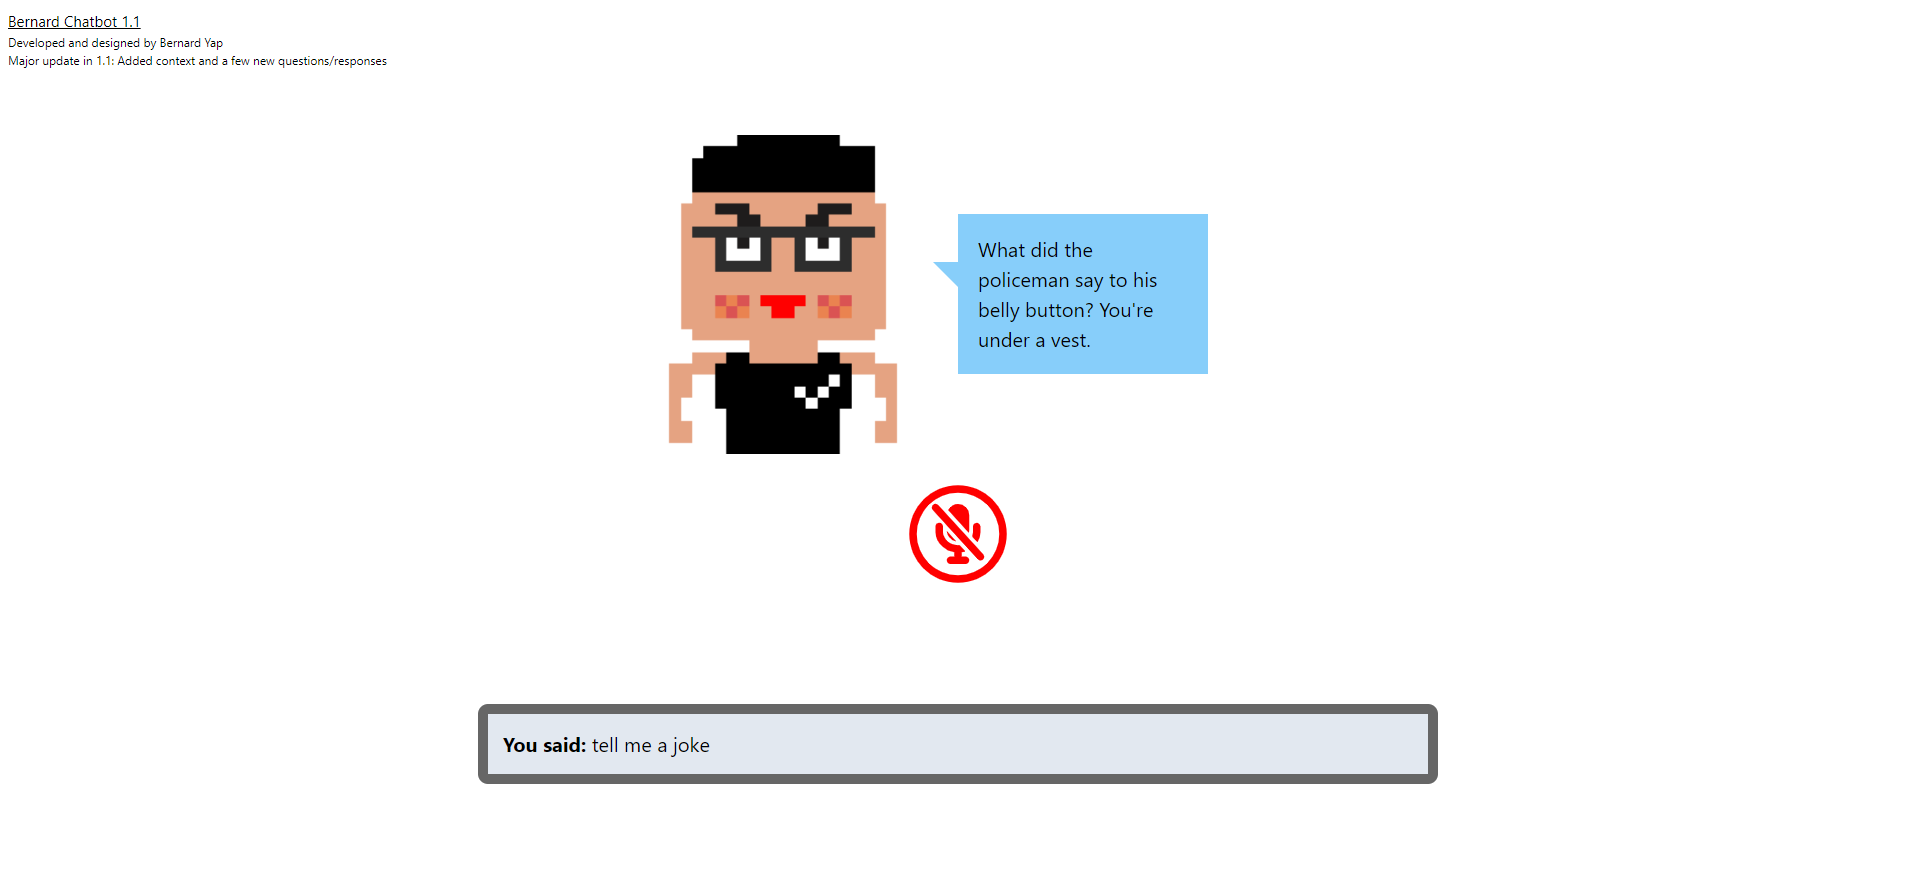 Bernard Chatbot 1.1
Developed and designed by Bernard Yap
Major update in 1.1: Added context and a few new questions/responses
What did the
policeman say to his
belly button? You're
under a vest.
You said: tell me a joke